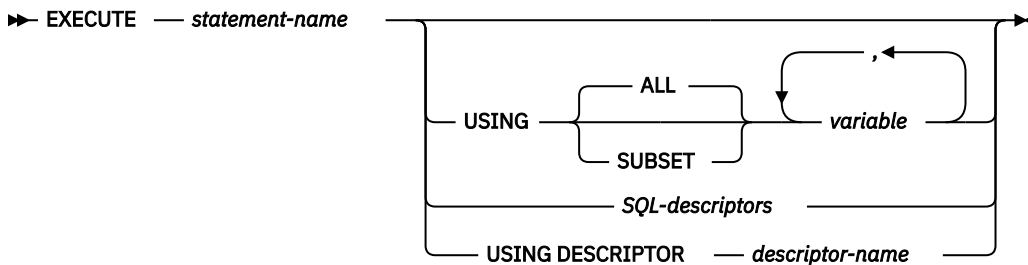 EXECUTE statement-name
,
ALL
USING variable
SUBSET
SQL-descriptors
USING DESCRIPTOR descriptor-name